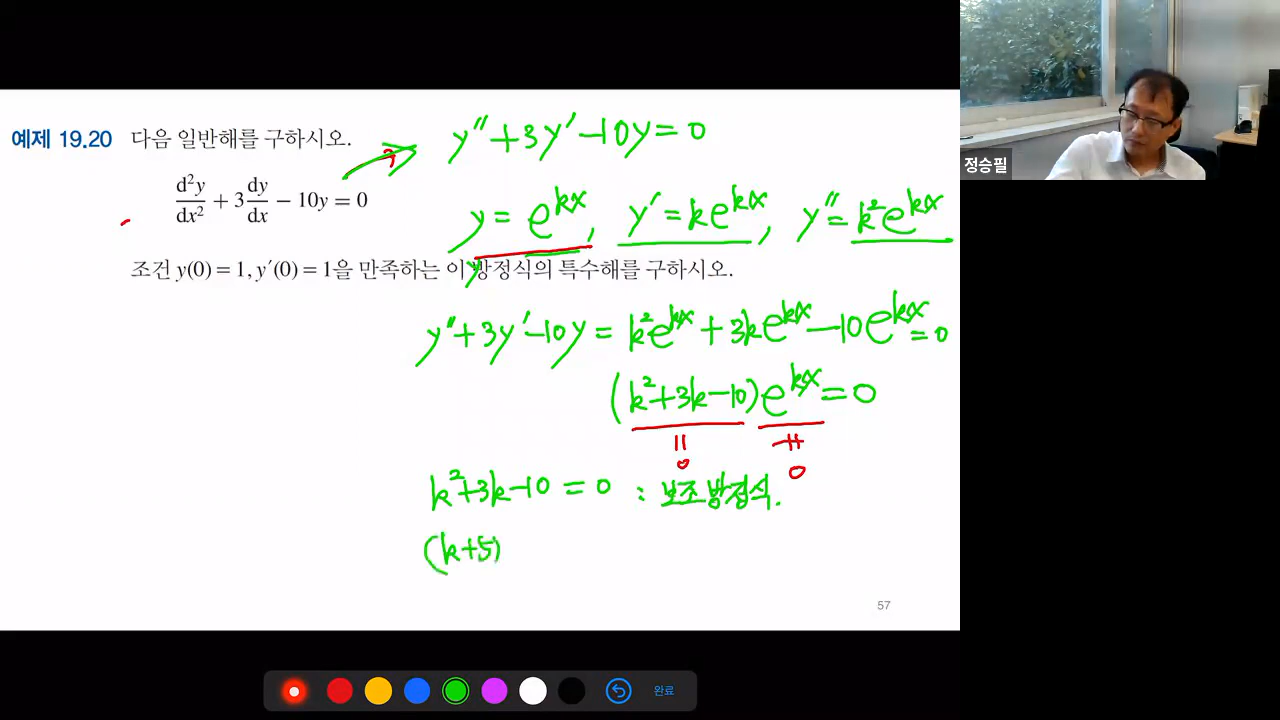 예제 19.20 다음 일반해를 구하시오.
y″+3y′−10y=0
d²y/dx² + 3 dy/dx − 10y = 0
y = e^{kx}, y′ = ke^{kx}, y″ = k²e^{kx}
조건 y(0) = 1, y′(0) = 1을 만족하는 이 방정식의 특수해를 구하시오.
y″+3y′−10y = k²e^{kx} + 3ke^{kx} − 10e^{kx} = 0
(k²+3k−10)e^{kx} = 0
= ≠
0 0
k²+3k−10 = 0 : 보조방정식.
(k+5)
57
정승필
완료